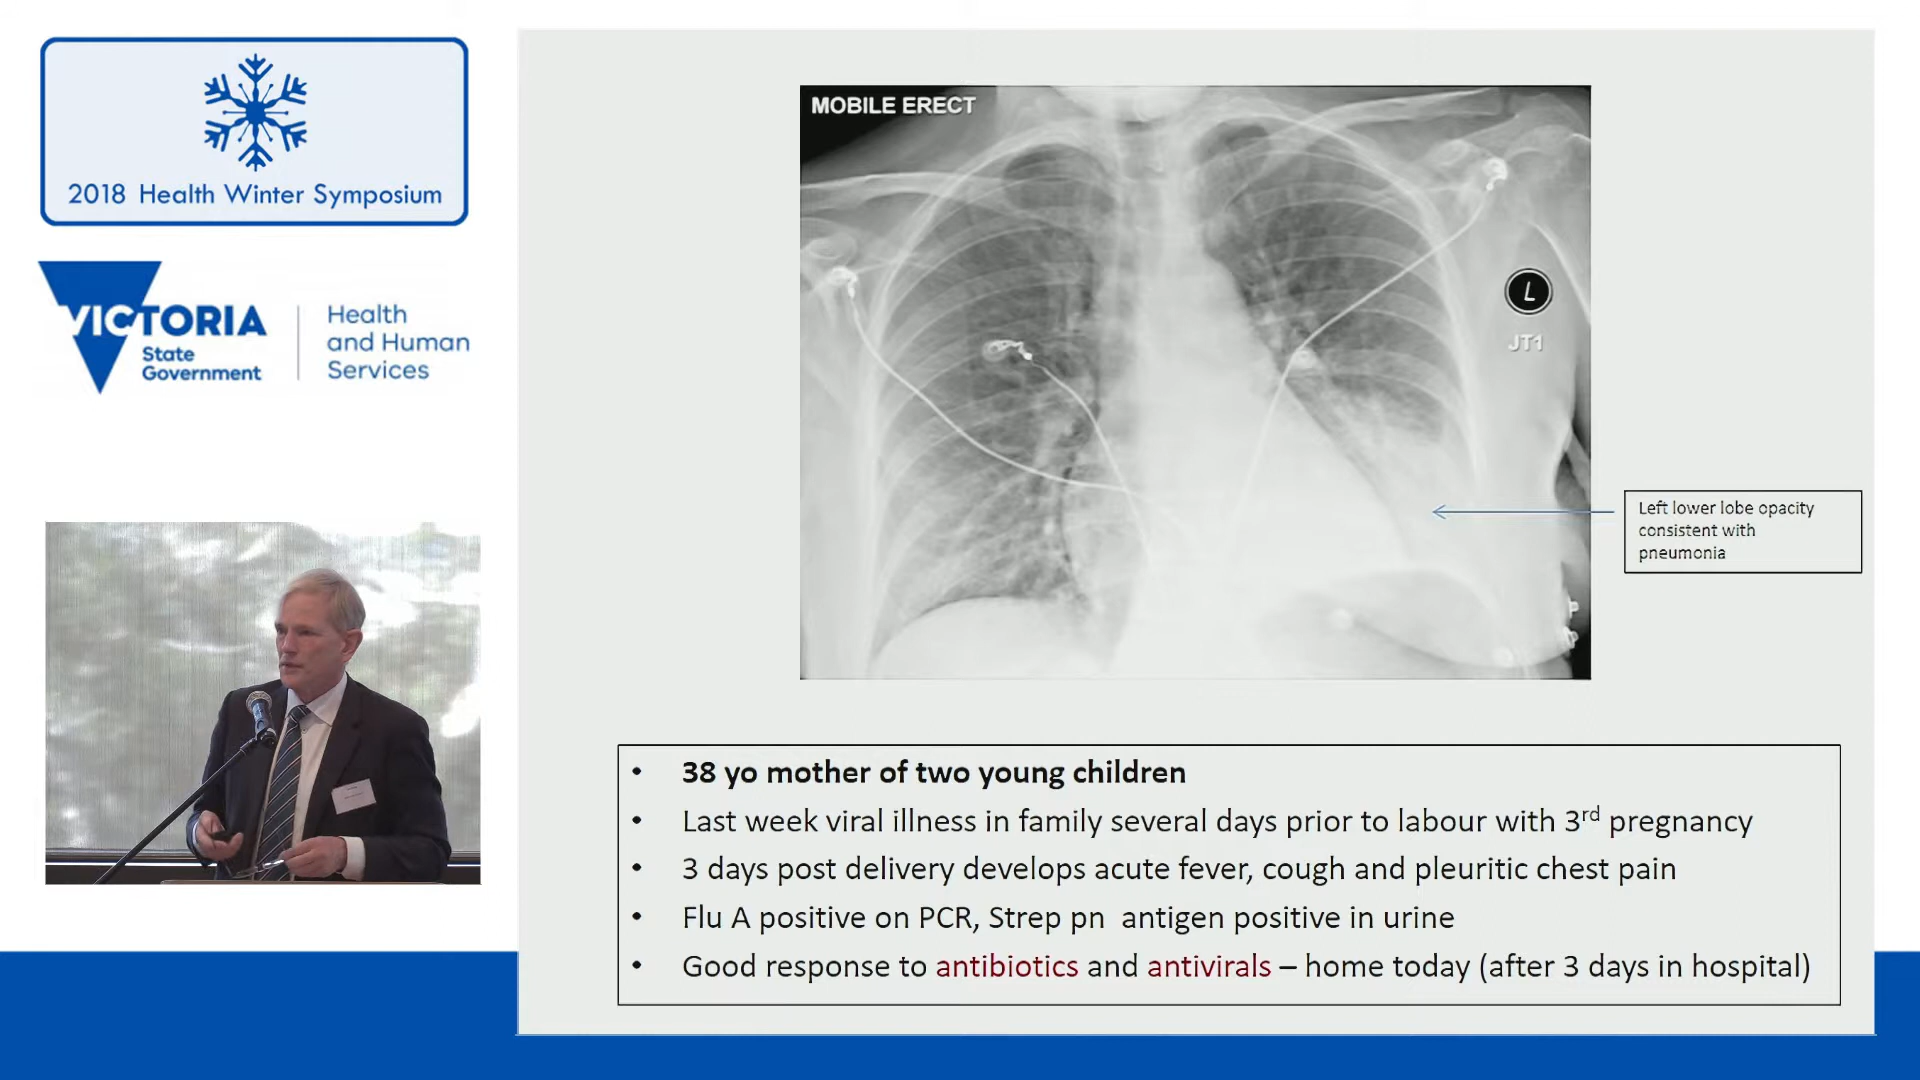 2018 Health Winter Symposium
VICTORIA
State
Government
Health
and Human
Services
MOBILE ERECT
L
JT1
Left lower lobe opacity
consistent with
pneumonia
• 38 yo mother of two young children
• Last week viral illness in family several days prior to labour with 3rd pregnancy
• 3 days post delivery develops acute fever, cough and pleuritic chest pain
• Flu A positive on PCR, Strep pn antigen positive in urine
• Good response to antibiotics and antivirals – home today (after 3 days in hospital)